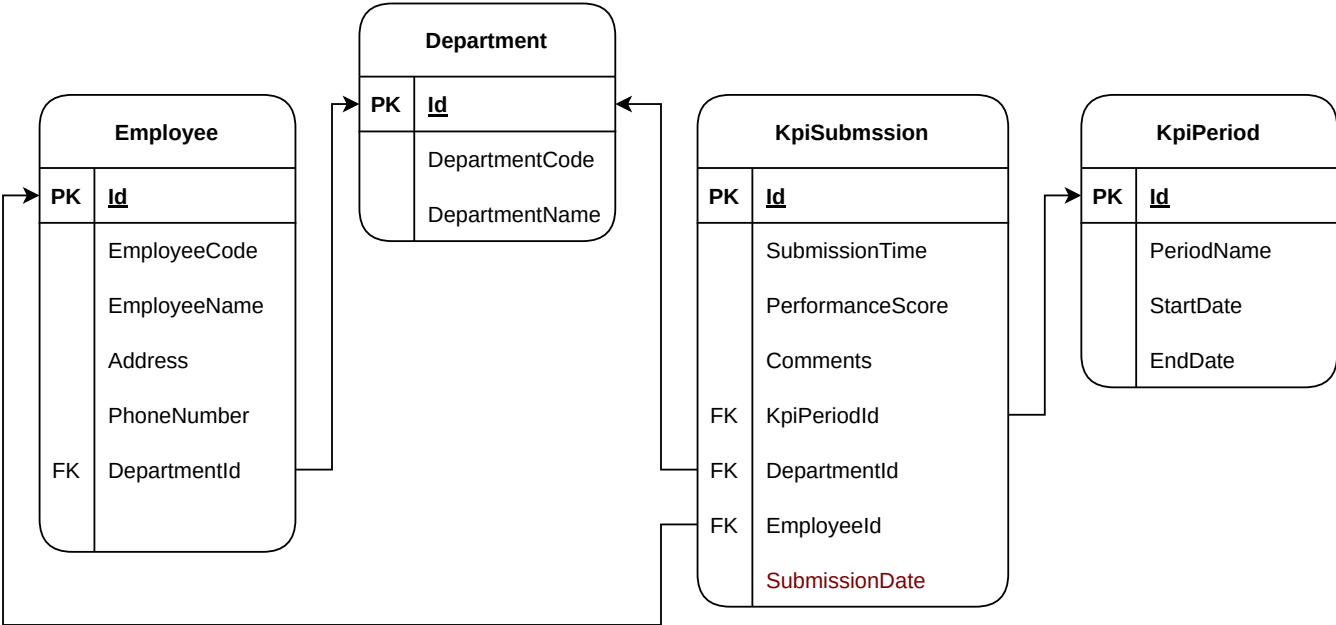 Department
PK Id
DepartmentCode
DepartmentName
Employee
PK Id
EmployeeCode
EmployeeName
Address
PhoneNumber
FK DepartmentId
KpiSubmssion
PK Id
SubmissionTime
PerformanceScore
Comments
FK KpiPeriodId
FK DepartmentId
FK EmployeeId
SubmissionDate
KpiPeriod
PK Id
PeriodName
StartDate
EndDate